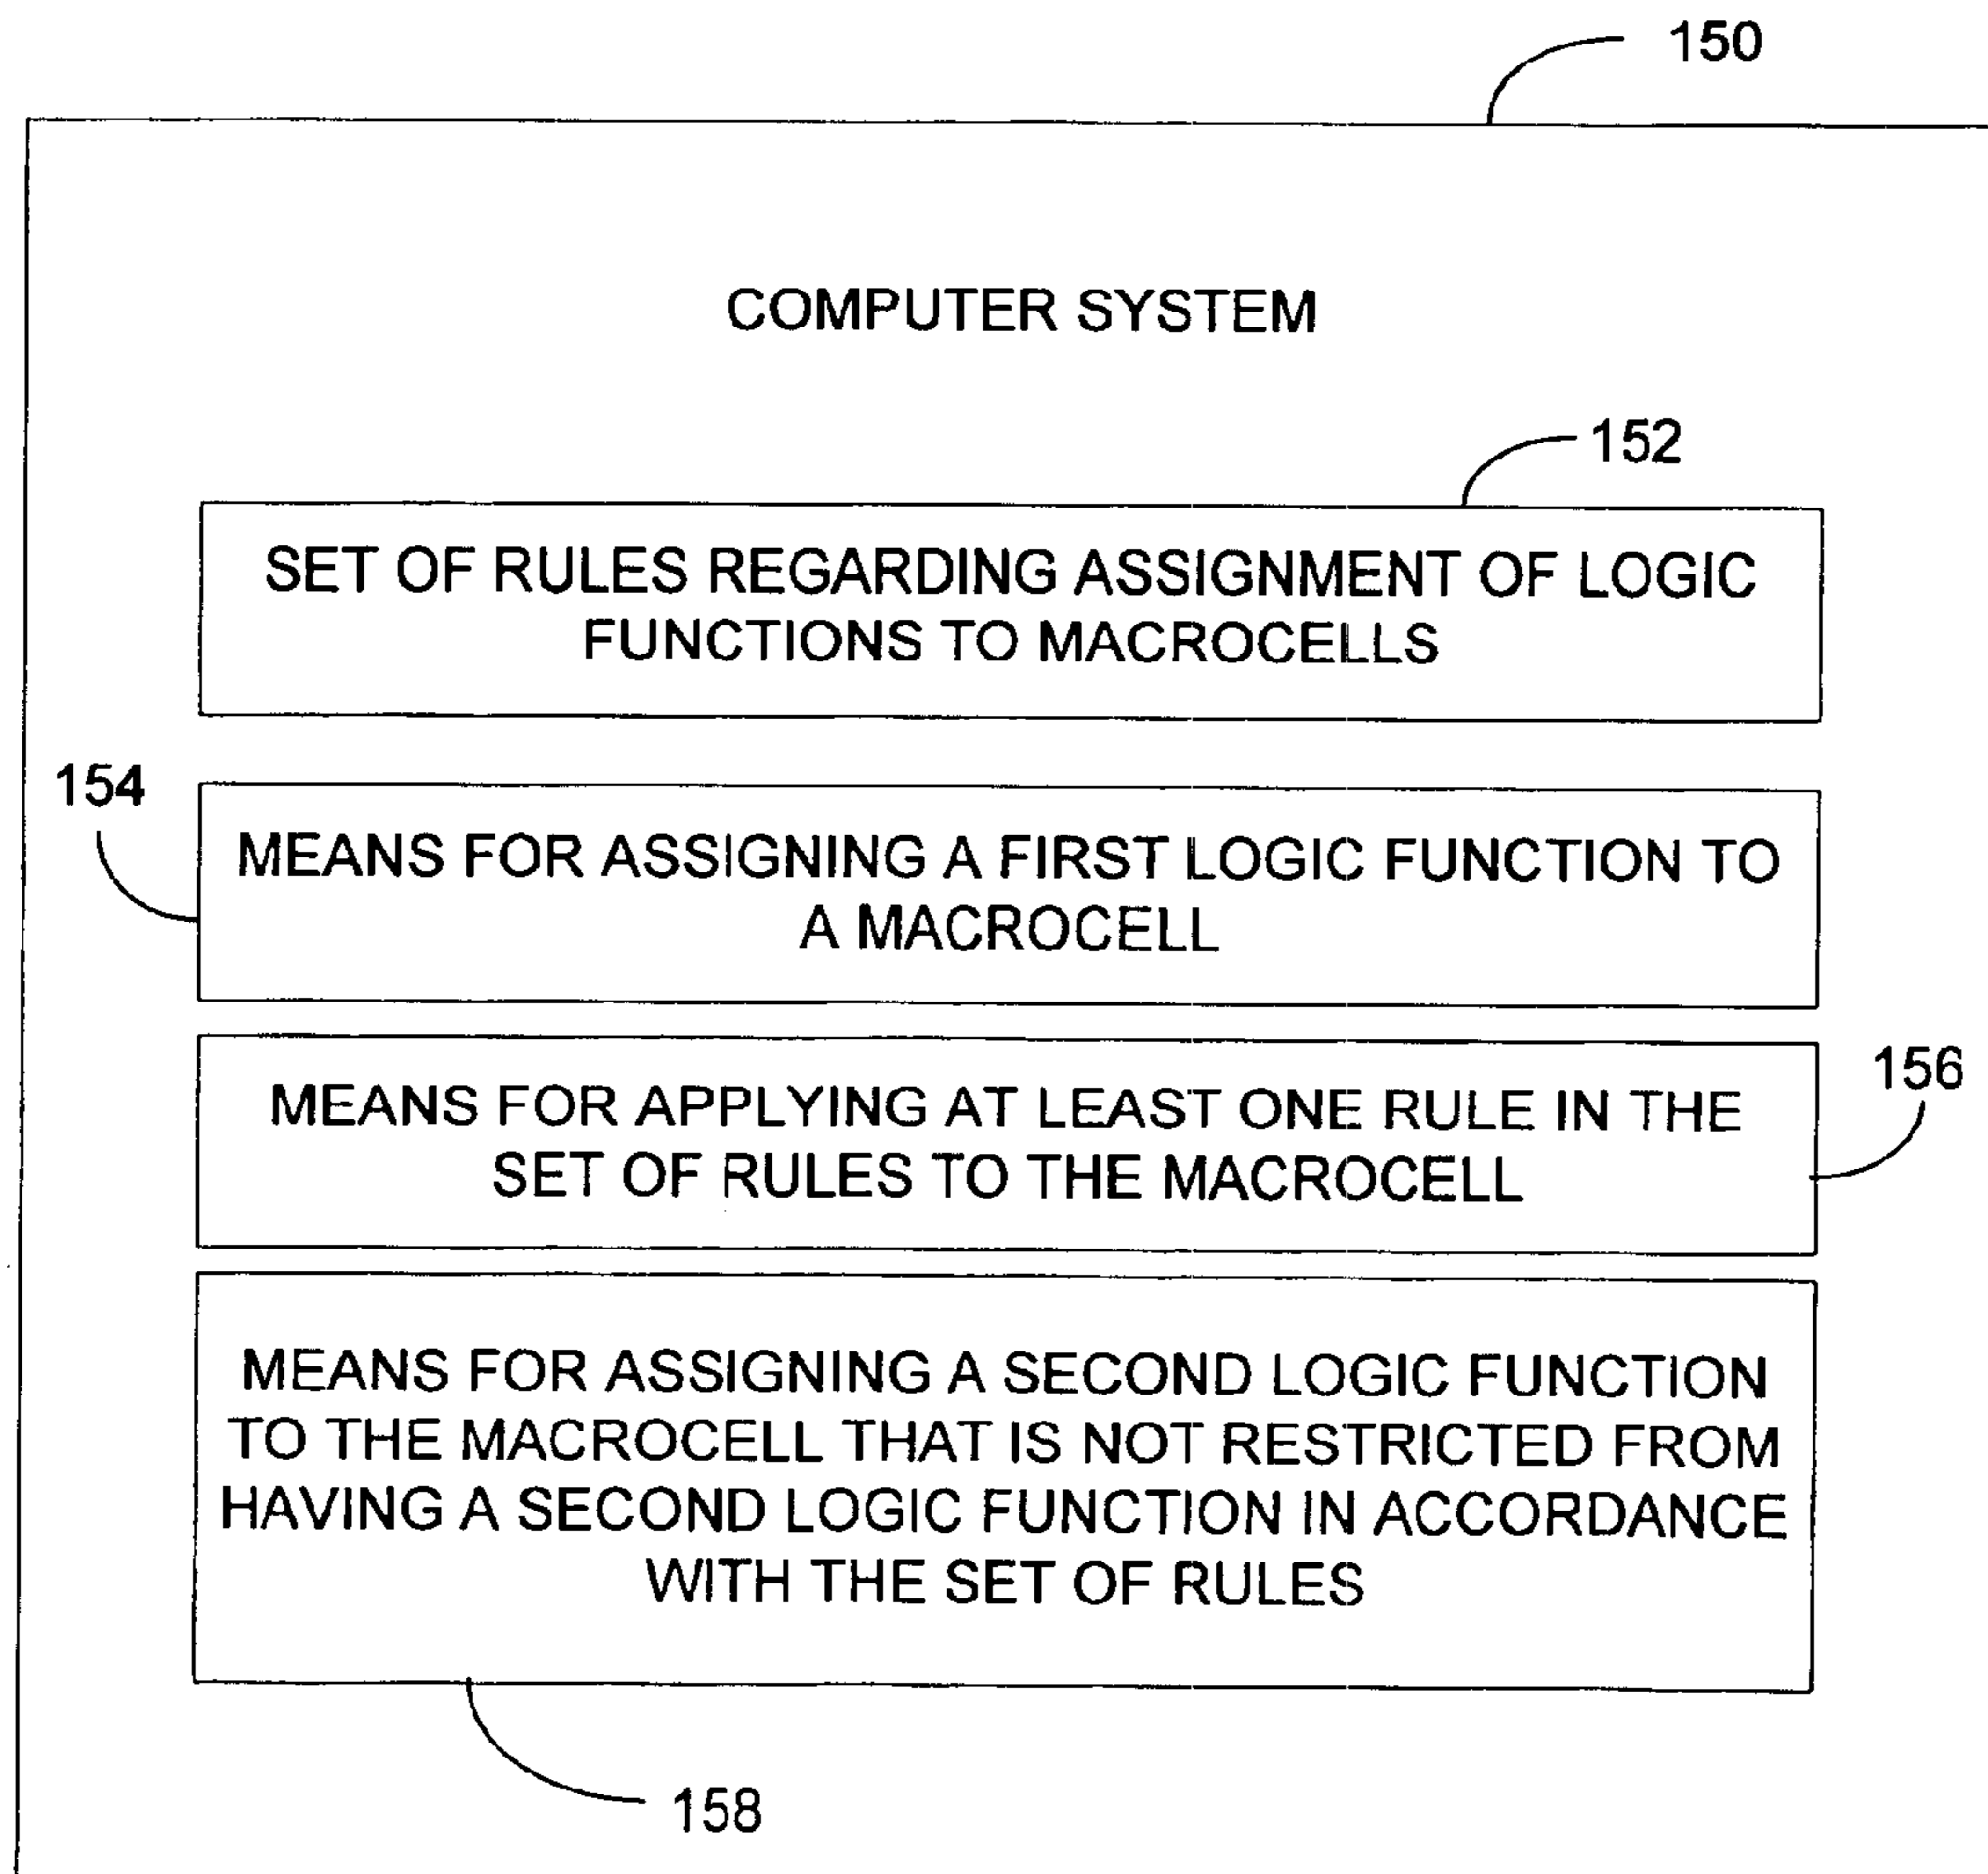 150
COMPUTER SYSTEM
152
SET OF RULES REGARDING ASSIGNMENT OF LOGIC
FUNCTIONS TO MACROCELLS
154
MEANS FOR ASSIGNING A FIRST LOGIC FUNCTION TO
A MACROCELL
156
MEANS FOR APPLYING AT LEAST ONE RULE IN THE
SET OF RULES TO THE MACROCELL
MEANS FOR ASSIGNING A SECOND LOGIC FUNCTION
TO THE MACROCELL THAT IS NOT RESTRICTED FROM
HAVING A SECOND LOGIC FUNCTION IN ACCORDANCE
WITH THE SET OF RULES
158